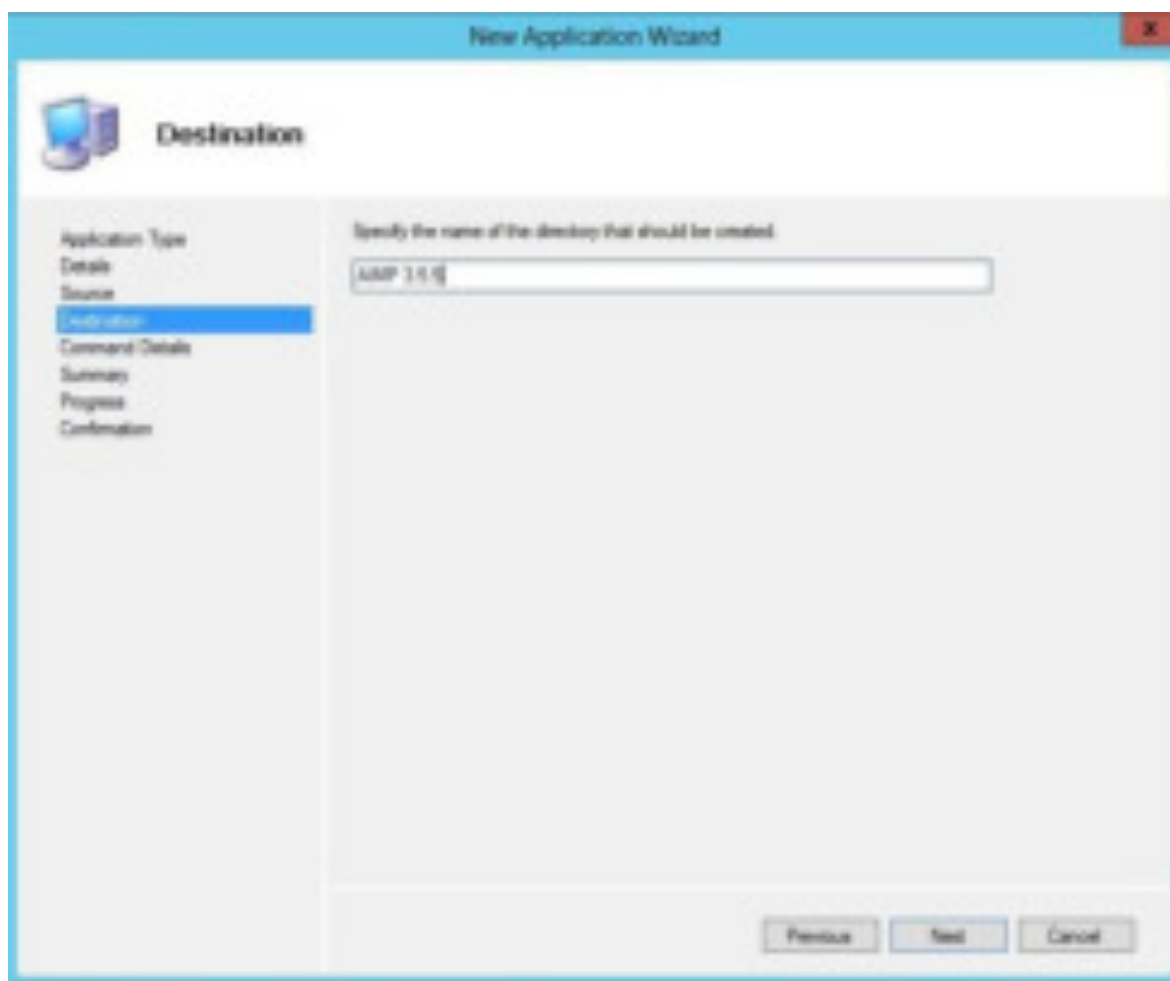 New Application Wizard
x
Destination
Application Type
Details
Source
Destination
Command Details
Summary
Progress
Confirmation
Specify the name of the directory that should be created.
Previous
Next
Cancel